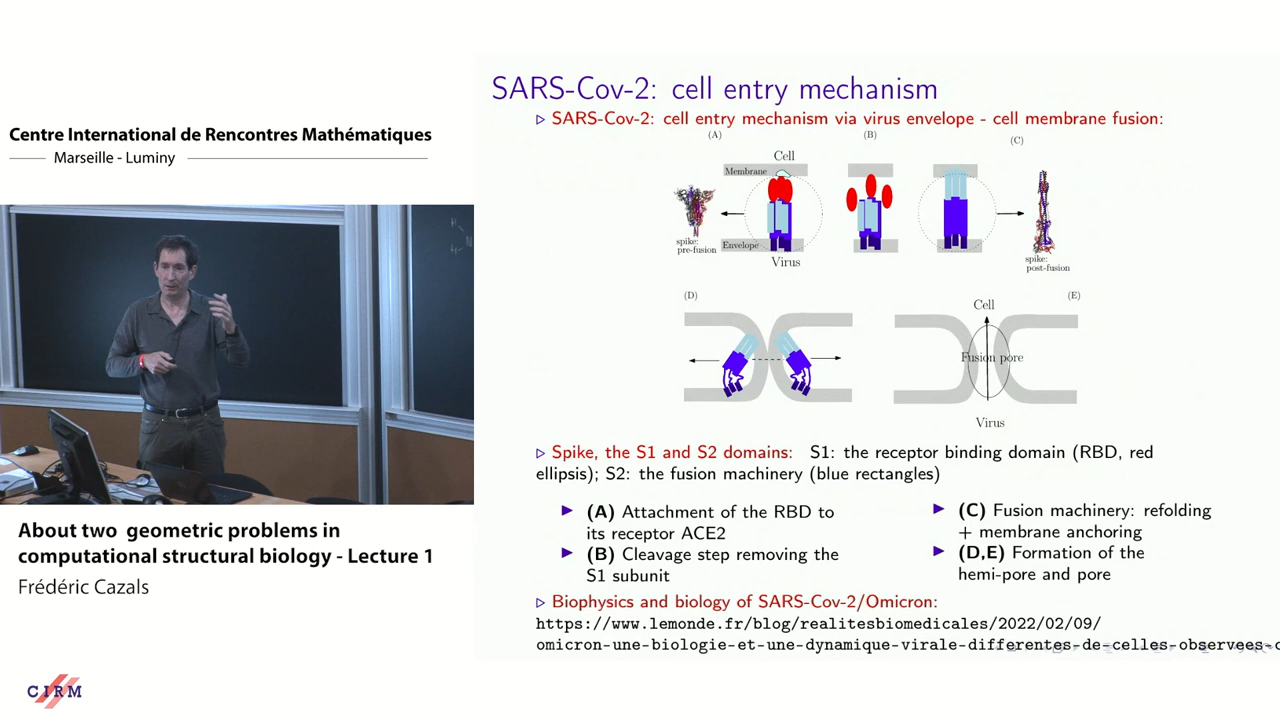 Centre International de Rencontres Mathématiques
Marseille - Luminy
About two geometric problems in
computational structural biology - Lecture 1
Frédéric Cazals
CIRM
SARS-Cov-2: cell entry mechanism
SARS-Cov-2: cell entry mechanism via virus envelope - cell membrane fusion:
(A)
(B)
(C)
Cell
Membrane
spike:
pre-fusion
Envelope
Virus
spike:
post-fusion
(D)
(E)
Cell
Fusion pore
Virus
Spike, the S1 and S2 domains: S1: the receptor binding domain (RBD, red
ellipsis); S2: the fusion machinery (blue rectangles)
(A) Attachment of the RBD to
its receptor ACE2
(B) Cleavage step removing the
S1 subunit
(C) Fusion machinery: refolding
+ membrane anchoring
(D,E) Formation of the
hemi-pore and pore
Biophysics and biology of SARS-Cov-2/Omicron:
https://www.lemonde.fr/blog/realitesbiomedicales/2022/02/09/
omicron-une-biologie-et-une-dynamique-virale-differentes-de-celles-observees-